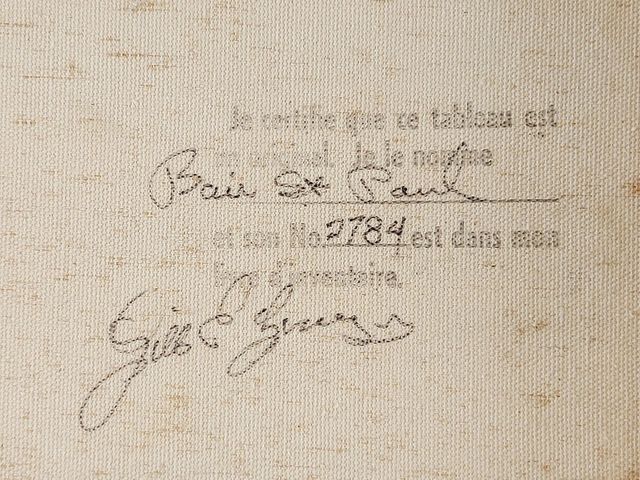 Je certifie que ce tableau est
un original. Je le nomme
Baie St Paul
et son No 2784 est dans mon
livre d'inventaire.